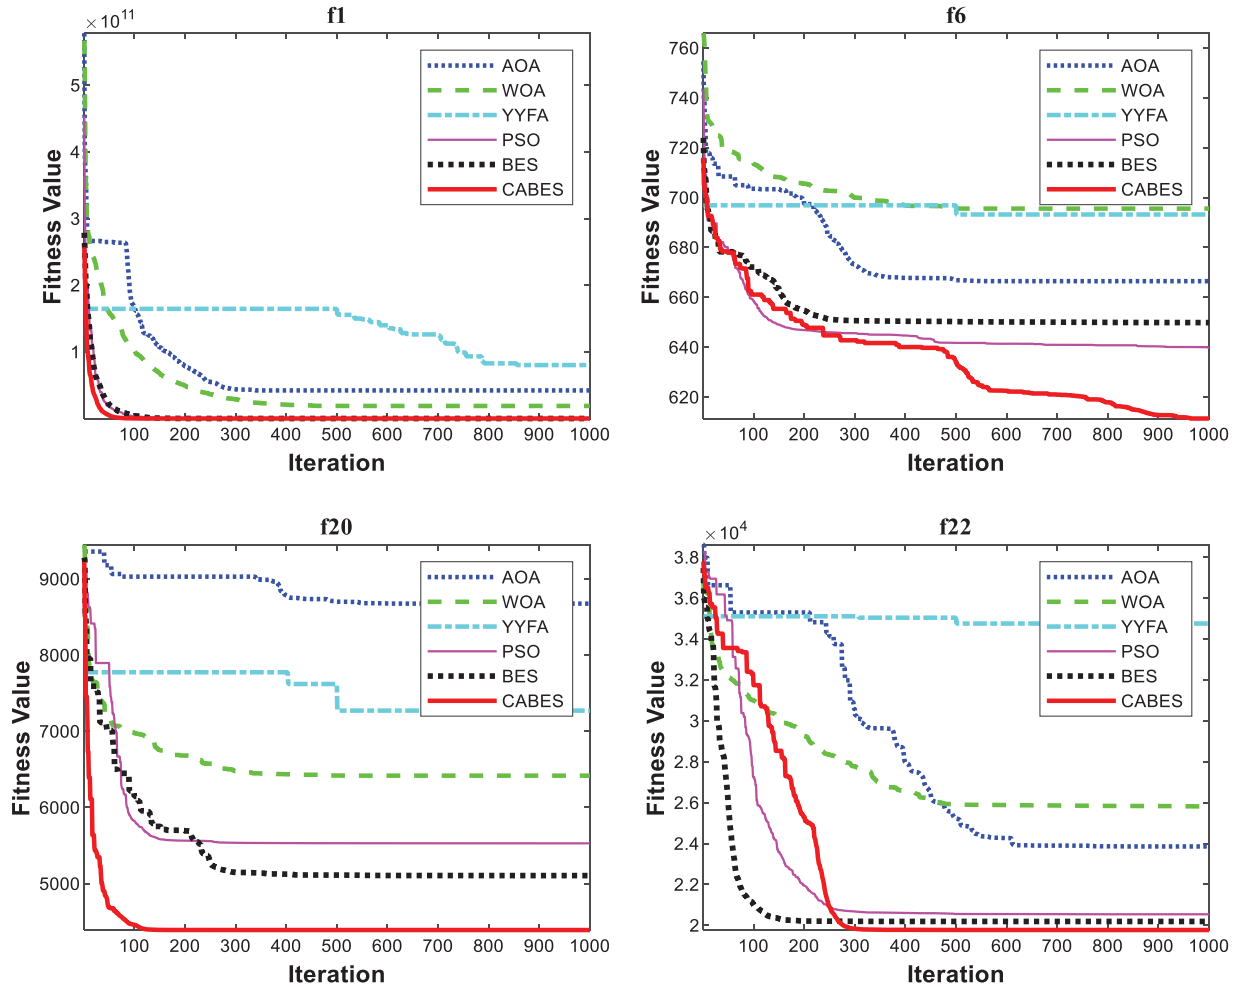 f1
×10¹¹
5
4
3
2
1
Fitness Value
AOA
WOA
YYFA
PSO
BES
CABES
100 200 300 400 500 600 700 800 900 1000
Iteration
f6
760
740
720
700
680
660
640
620
Fitness Value
AOA
WOA
YYFA
PSO
BES
CABES
100 200 300 400 500 600 700 800 900 1000
Iteration
f20
9000
8000
7000
6000
5000
Fitness Value
AOA
WOA
YYFA
PSO
BES
CABES
100 200 300 400 500 600 700 800 900 1000
Iteration
f22
×10⁴
3.8
3.6
3.4
3.2
3
2.8
2.6
2.4
2.2
2
Fitness Value
AOA
WOA
YYFA
PSO
BES
CABES
100 200 300 400 500 600 700 800 900 1000
Iteration